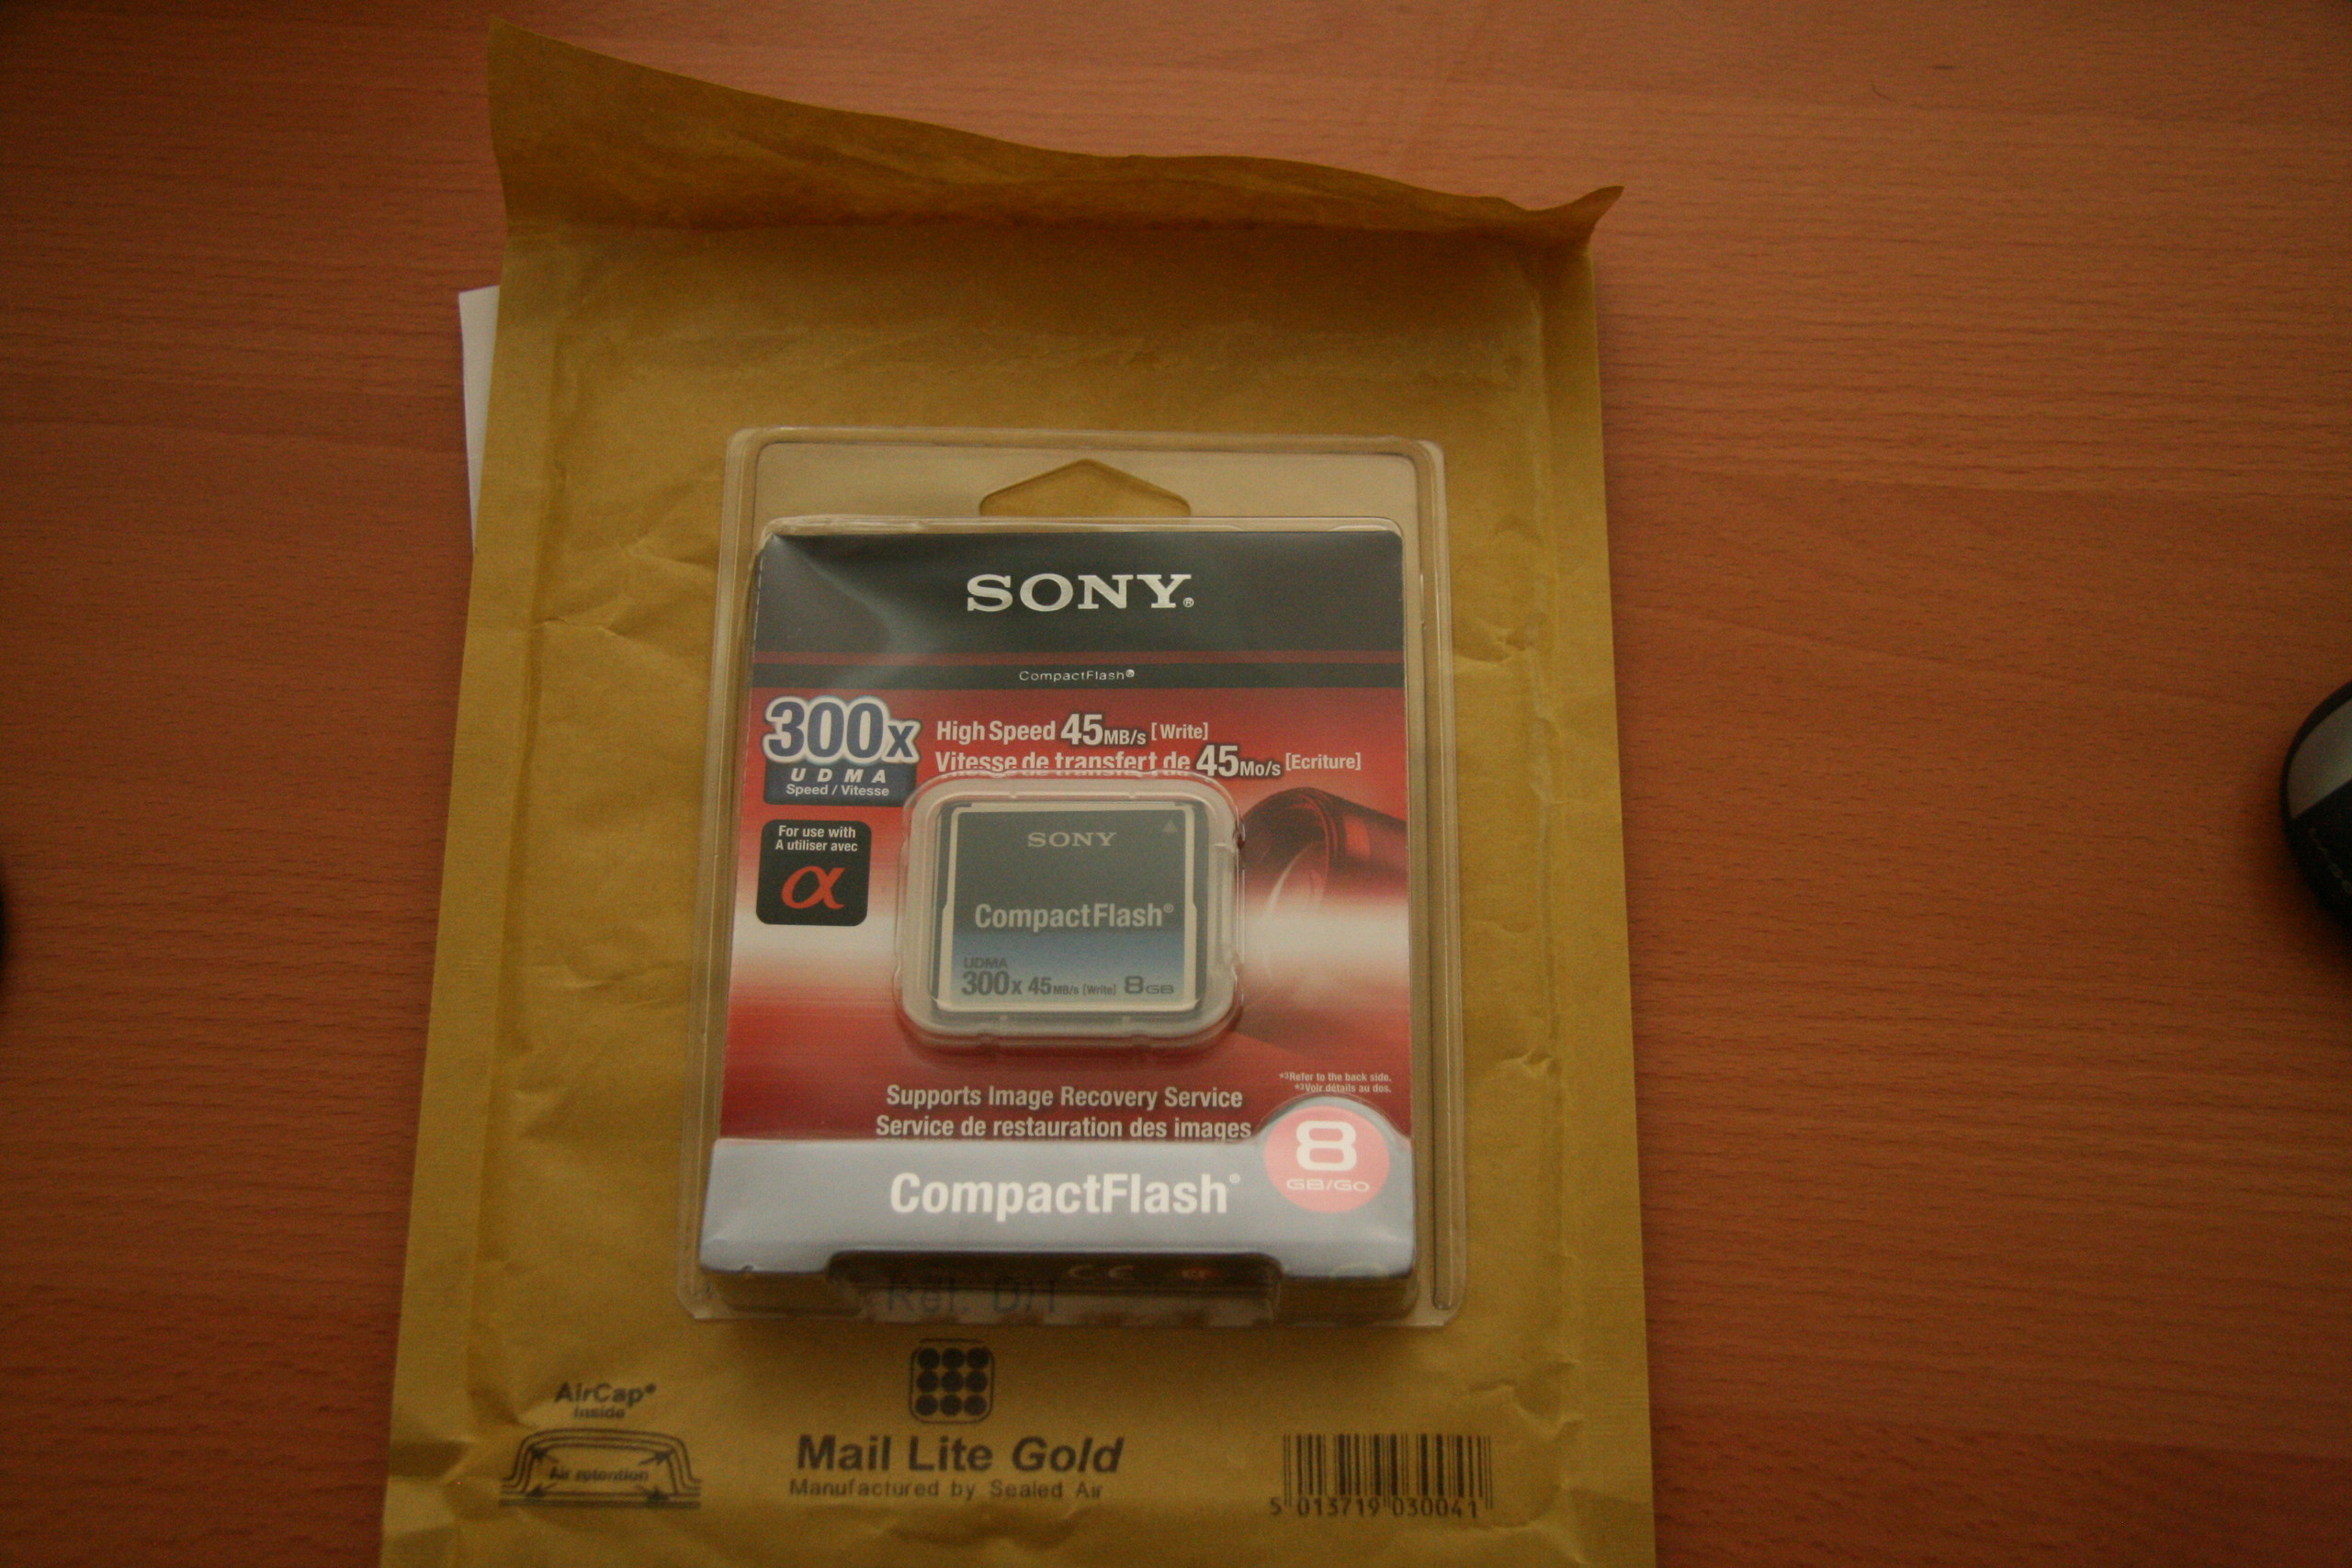 SONY®
CompactFlash®
300x
UDMA
Speed / Vitesse
High Speed 45MB/s [Write]
Vitesse de transfert de 45Mo/s [Ecriture]
For use with
A utiliser avec
α
SONY
CompactFlash®
UDMA
300x 45MB/s [Write] 8GB
*3Refer to the back side.
*3Voir détails au dos.
Supports Image Recovery Service
Service de restauration des images
8
GB/Go
CompactFlash®
CE
Réf. D/1
AirCap®
Inside
Air retention
Mail Lite Gold
Manufactured by Sealed Air
5 013719 030041